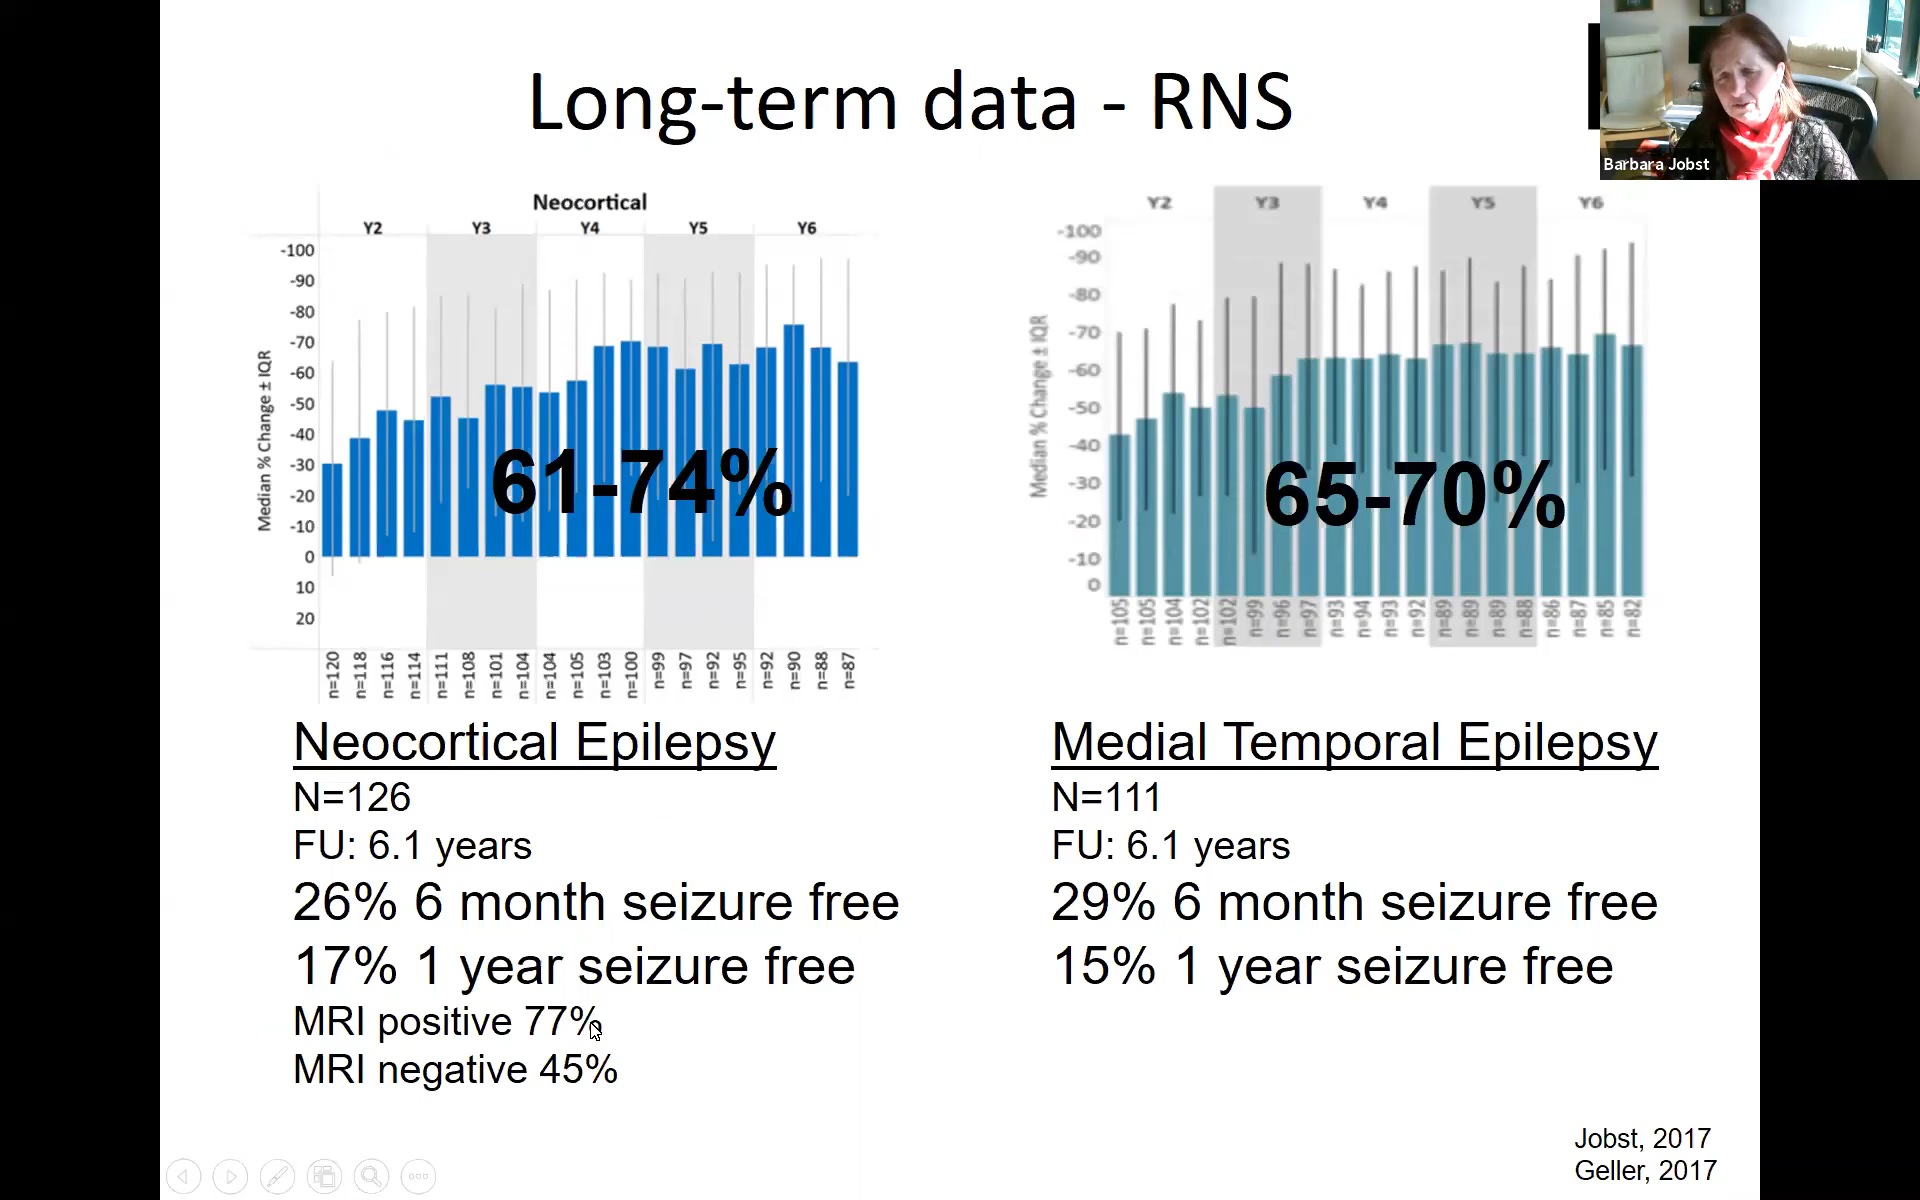 Long-term data - RNS
Barbara Jobst
Neocortical
Y2 Y3 Y4 Y5 Y6
Median % Change ± IQR
-100
-90
-80
-70
-60
-50
-40
-30
-20
-10
0
10
20
61-74%
n=120 n=118 n=116 n=114 n=111 n=108 n=101 n=104 n=104 n=105 n=103 n=100 n=99 n=97 n=92 n=95 n=92 n=90 n=88 n=87
Y2 Y3 Y4 Y5 Y6
Median % Change ± IQR
-100
-90
-80
-70
-60
-50
-40
-30
-20
-10
0
65-70%
n=105 n=105 n=104 n=102 n=102 n=99 n=96 n=97 n=93 n=94 n=93 n=92 n=89 n=89 n=89 n=88 n=86 n=87 n=85 n=82
Neocortical Epilepsy
N=126
FU: 6.1 years
26% 6 month seizure free
17% 1 year seizure free
MRI positive 77%
MRI negative 45%
Medial Temporal Epilepsy
N=111
FU: 6.1 years
29% 6 month seizure free
15% 1 year seizure free
Jobst, 2017
Geller, 2017